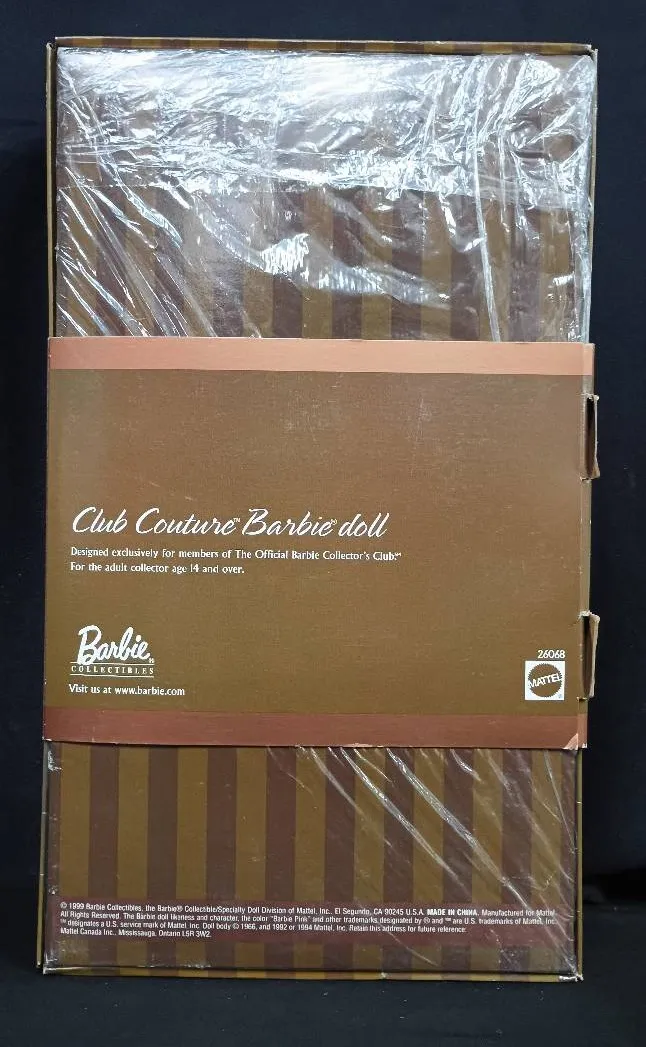 Club Couture™ Barbie® doll
Designed exclusively for members of The Official Barbie Collector's Club℠
For the adult collector age 14 and over.
Barbie®
COLLECTIBLES
Visit us at www.barbie.com
26068
MATTEL
®
© 1999 Barbie Collectibles, the Barbie® Collectible/Specialty Doll Division of Mattel, Inc., El Segundo, CA 90245 U.S.A. MADE IN CHINA. Manufactured for Mattel.
All Rights Reserved. The Barbie doll likeness and character, the color "Barbie Pink" and other trademarks designated by ® and ™ are U.S. trademarks of Mattel, Inc.
℠ designates a U.S. service mark of Mattel, Inc. Doll body © 1966, and 1992 or 1994 Mattel, Inc. Retain this address for future reference:
Mattel Canada Inc., Mississauga, Ontario L5R 3W2.